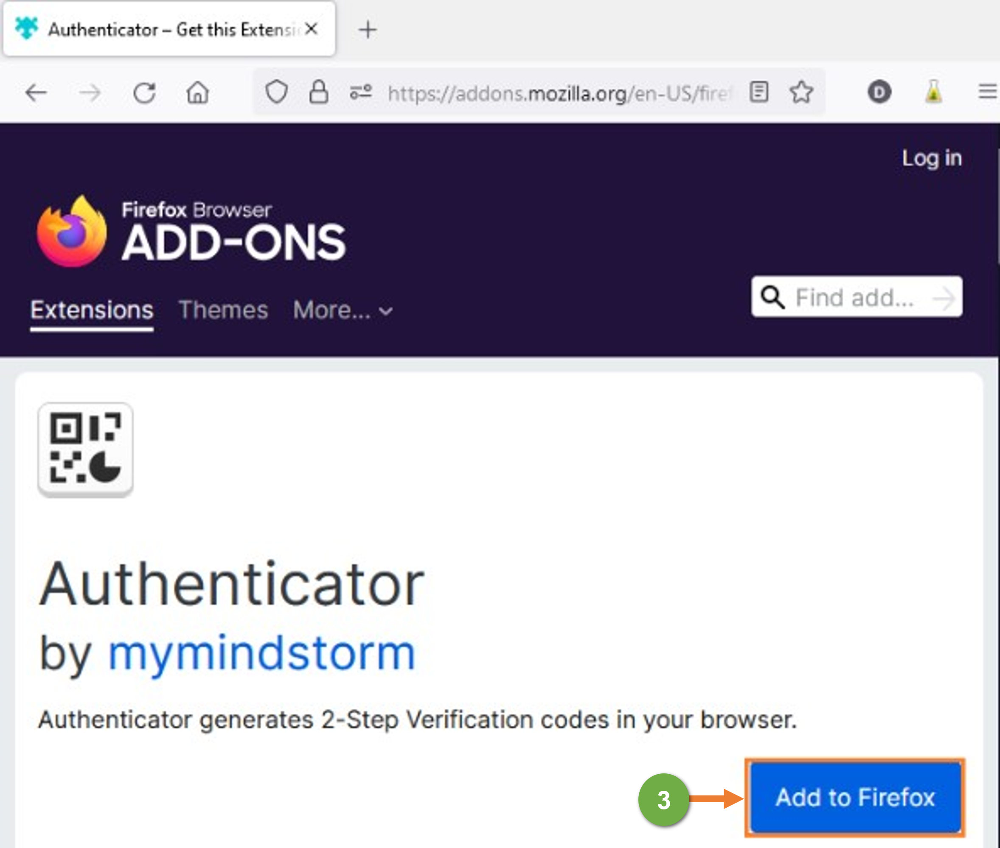 Authenticator – Get this Extensi
https://addons.mozilla.org/en-US/firef
D
Log in
Firefox Browser
ADD-ONS
Extensions Themes More... Find add...
Authenticator
by mymindstorm
Authenticator generates 2-Step Verification codes in your browser.
3 Add to Firefox